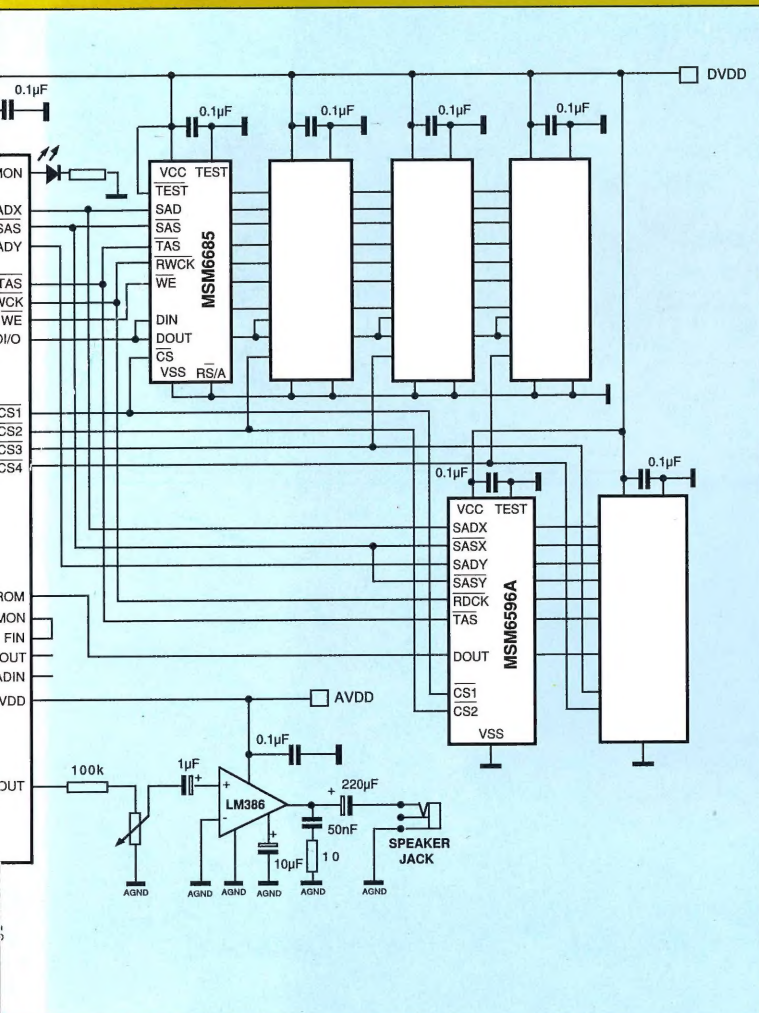 DVDD
0.1µF
0.1µF
0.1µF
0.1µF
0.1µF
MON
VCC TEST
TEST
ADX
SAD
SAS
SAS
ADY
TAS
RWCK
MSM6685
TAS
WE
WCK
WE
DIN
DI/O
DOUT
CS
VSS RS/A
CS1
CS2
CS3
CS4
0.1µF
0.1µF
VCC TEST
SADX
SASX
SADY
SASY
RDCK
TAS
MSM6596A
DOUT
CS1
CS2
VSS
ROM
MON
FIN
OUT
ADIN
VDD
AVDD
0.1µF
OUT
100k
1µF
+
+
LM386
-
+
220µF
+
50nF
10µF
10
SPEAKER
JACK
AGND
AGND
AGND
AGND
AGND
AGND